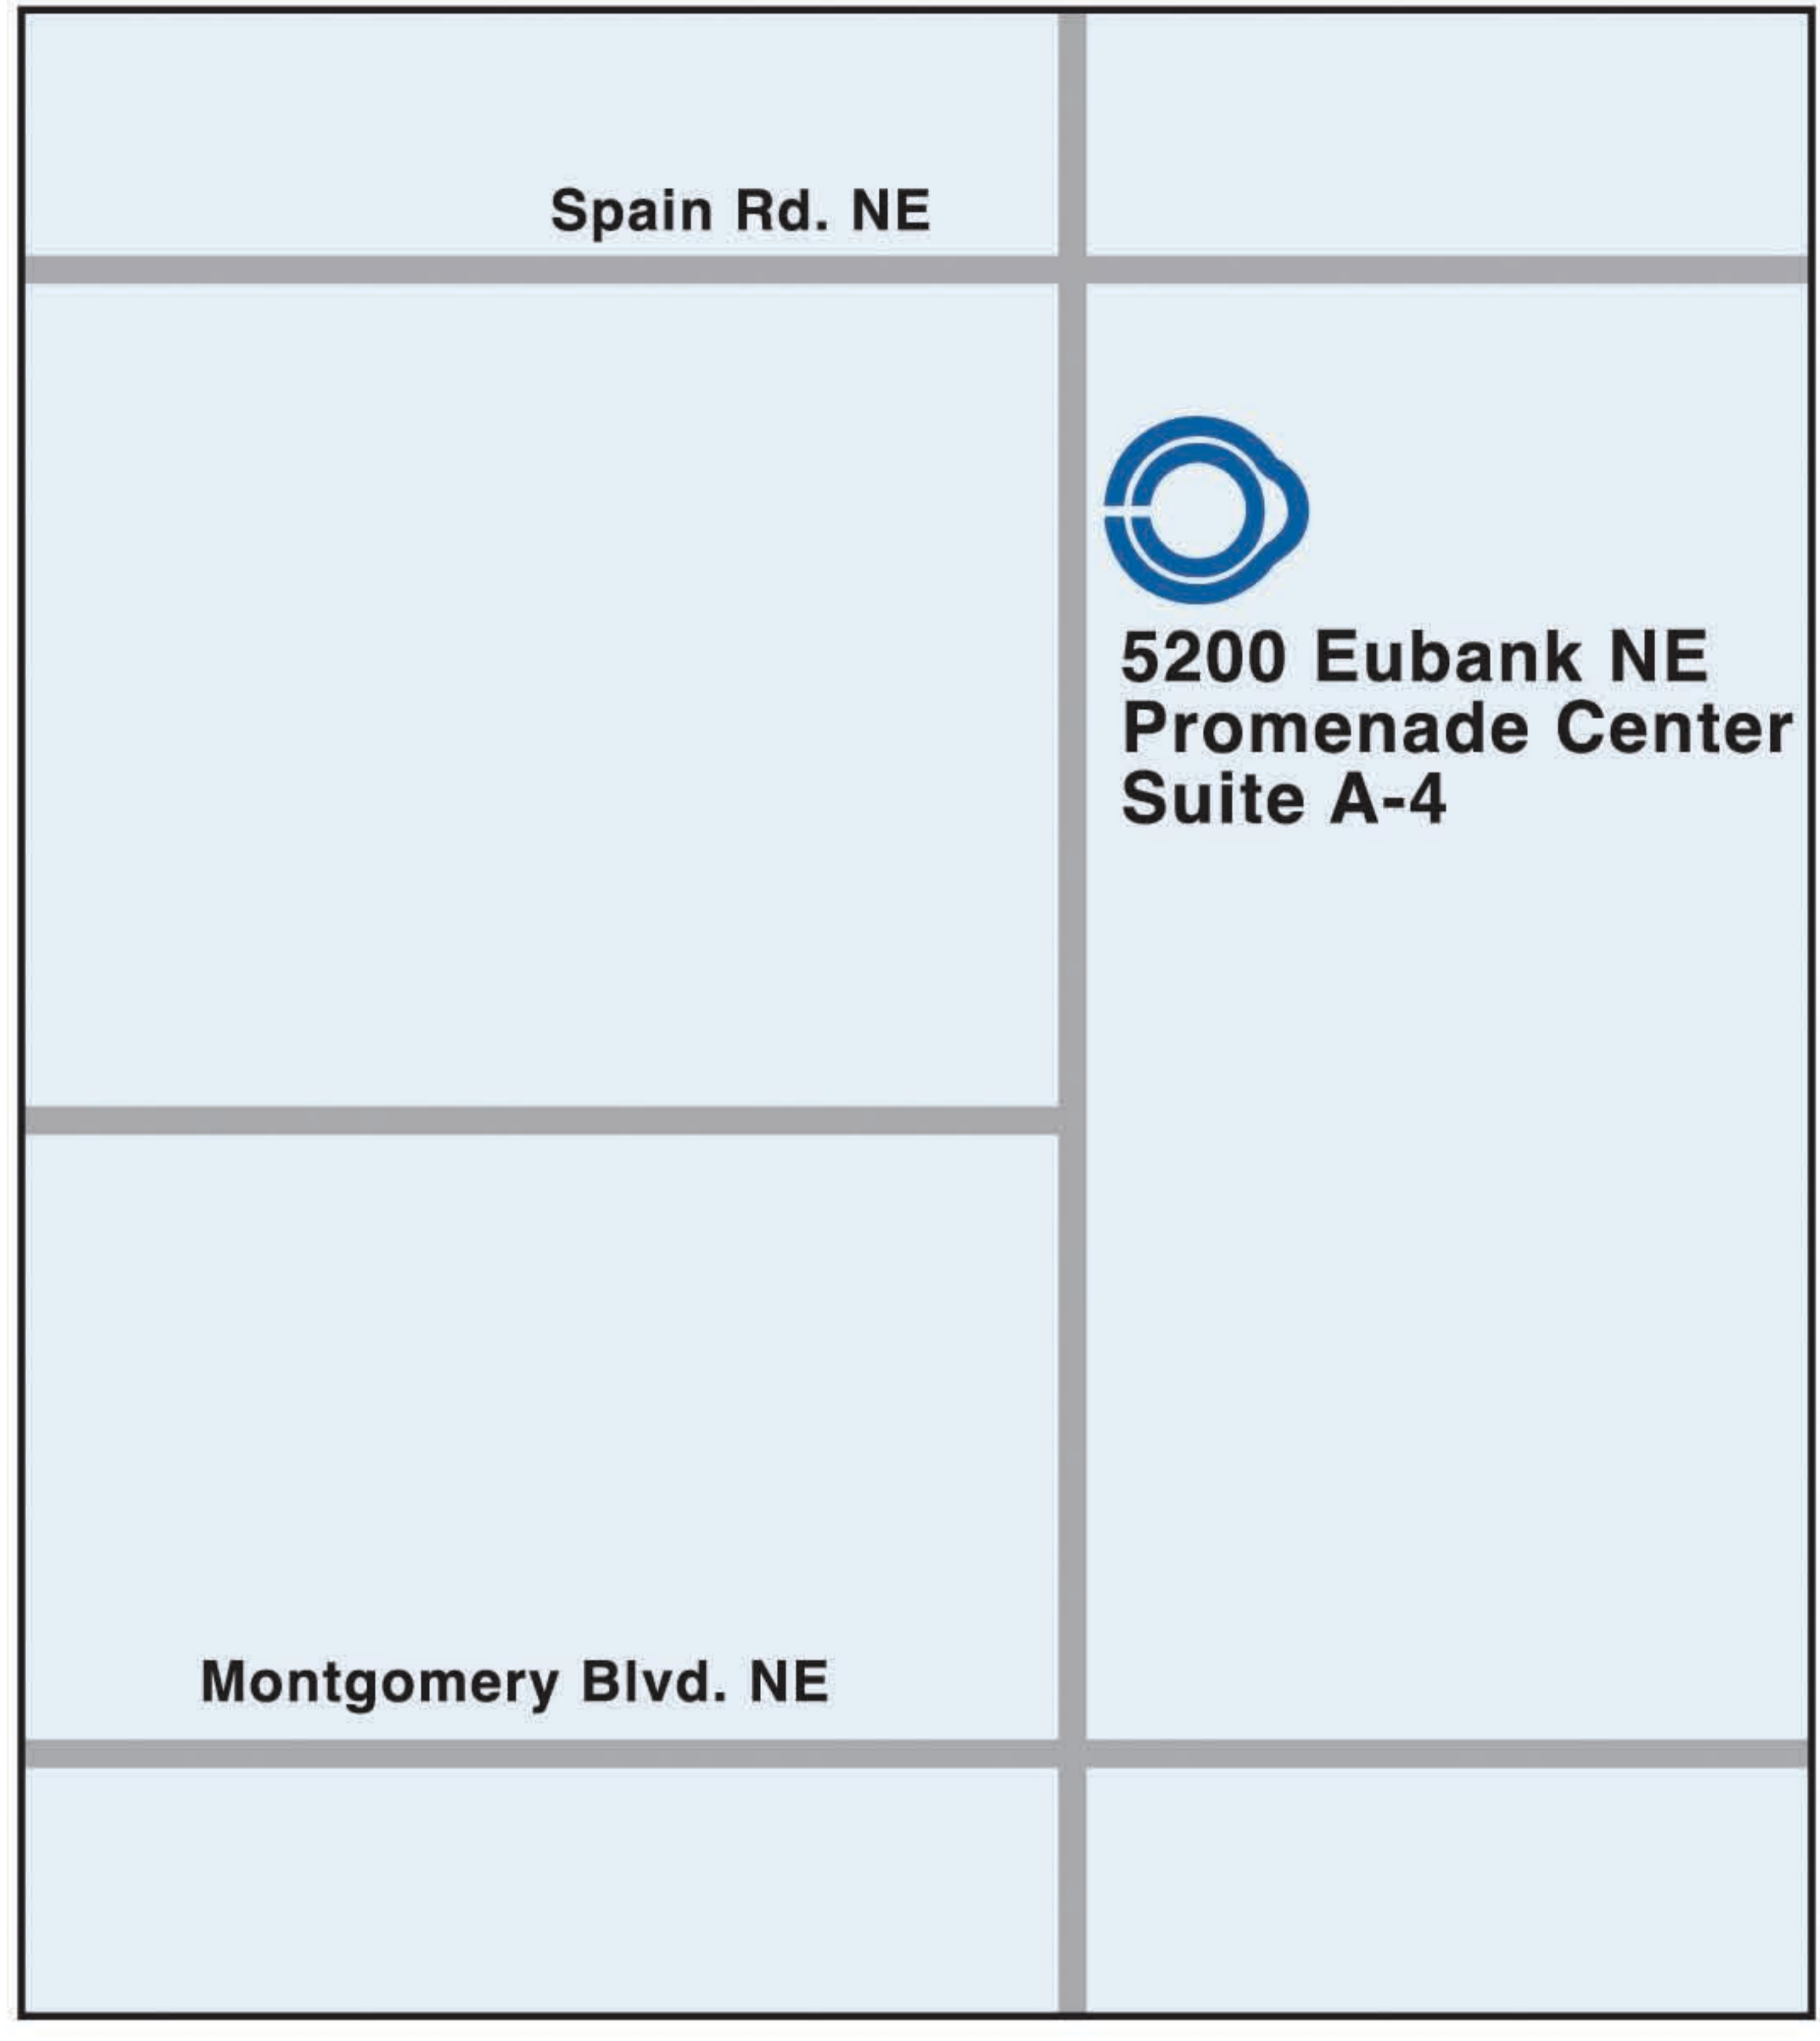 Spain Rd. NE
5200 Eubank NE
Promenade Center
Suite A-4
Montgomery Blvd. NE